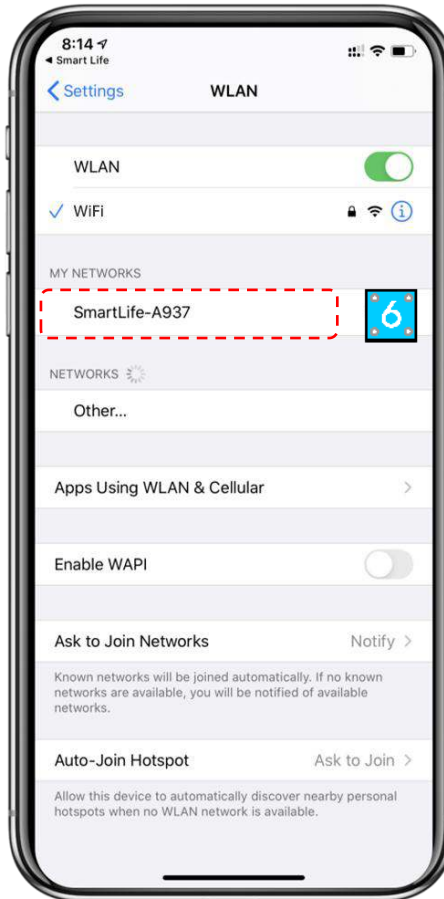 8:14
Smart Life
Settings
WLAN
WLAN
WiFi
MY NETWORKS
SmartLife-A937
6
NETWORKS
Other...
Apps Using WLAN & Cellular
Enable WAPI
Ask to Join Networks Notify
Known networks will be joined automatically. If no known
networks are available, you will be notified of available
networks.
Auto-Join Hotspot Ask to Join
Allow this device to automatically discover nearby personal
hotspots when no WLAN network is available.